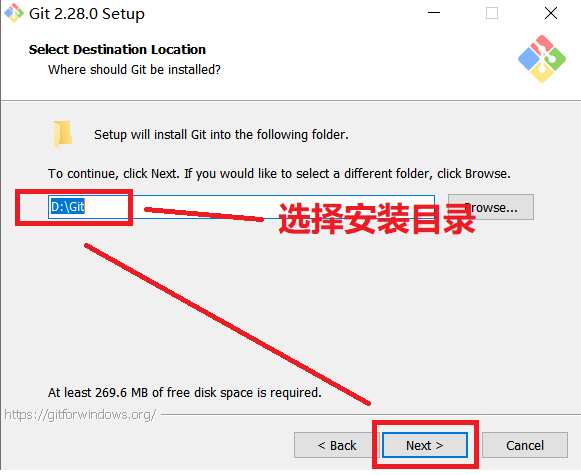 Git 2.28.0 Setup
Select Destination Location
Where should Git be installed?
Setup will install Git into the following folder.
To continue, click Next. If you would like to select a different folder, click Browse.
D:\Git
Browse...
选择安装目录
At least 269.6 MB of free disk space is required.
https://gitforwindows.org/
< Back
Next >
Cancel